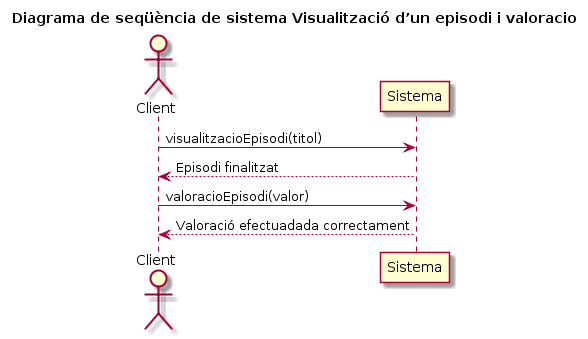 Diagrama de seqüència de sistema Visualització d’un episodi i valoracio
Client
Sistema
visualitzacioEpisodi(titol)
Episodi finalitzat
valoracioEpisodi(valor)
Valoració efectuadada correctament
Client
Sistema